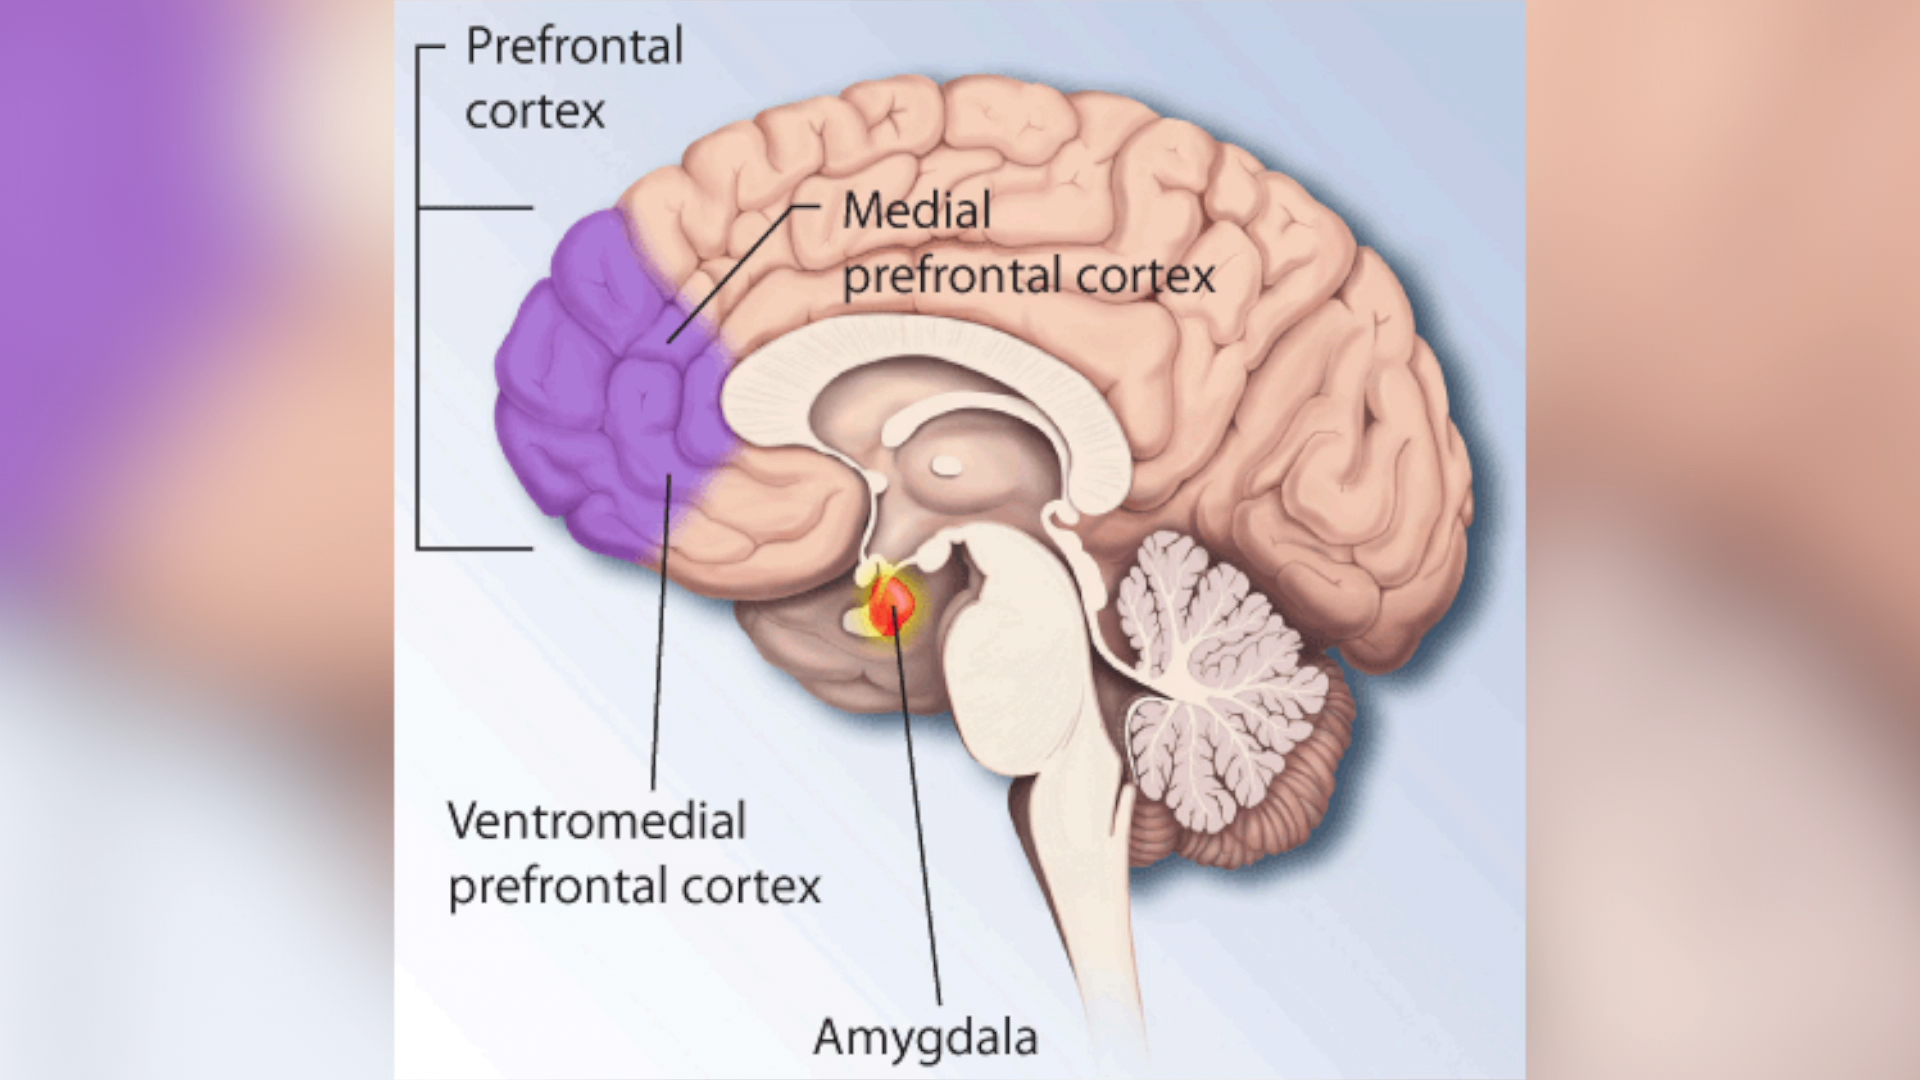 Prefrontal
cortex
Medial
prefrontal cortex
Ventromedial
prefrontal cortex
Amygdala